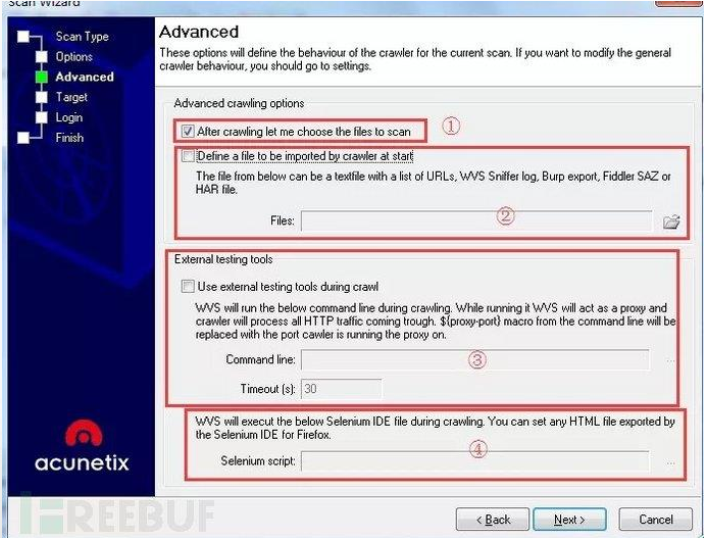 Scan Wizard
Scan Type
Options
Advanced
Target
Login
Finish
acunetix
Advanced
These options will define the behaviour of the crawler for the current scan. If you want to modify the general
crawler behaviour, you should go to settings.
Advanced crawling options
After crawling let me choose the files to scan ①
Define a file to be imported by crawler at start
The file from below can be a textfile with a list of URLs, WVS Sniffer log, Burp export, Fiddler SAZ or
HAR file.
Files: ②
External testing tools
Use external testing tools during crawl
WVS will run the below command line during crawling. While running it WVS will act as a proxy and
crawler will process all HTTP traffic coming trough. ${proxy-port} macro from the command line will be
replaced with the port cawler is running the proxy on.
Command line: ③ ...
Timeout (s): 30
WVS will execute the below Selenium IDE file during crawling. You can set any HTML file exported by
the Selenium IDE for Firefox.
Selenium script: ④ ...
FREEBUF
< Back Next > Cancel